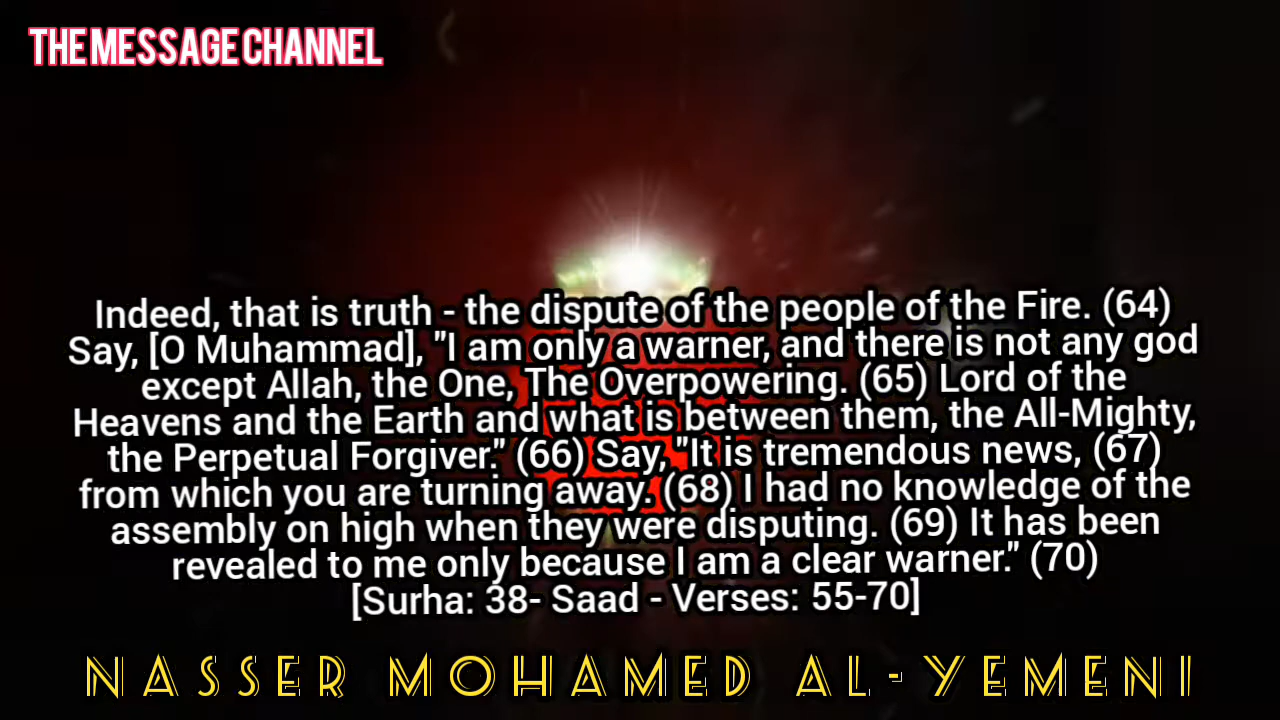 THE MESSAGE CHANNEL
Indeed, that is truth - the dispute of the people of the Fire. (64)
Say, [O Muhammad], "I am only a warner, and there is not any god
except Allah, the One, The Overpowering. (65) Lord of the
Heavens and the Earth and what is between them, the All-Mighty,
the Perpetual Forgiver." (66) Say, "It is tremendous news, (67)
from which you are turning away. (68) I had no knowledge of the
assembly on high when they were disputing. (69) It has been
revealed to me only because I am a clear warner." (70)
[Surha: 38- Saad - Verses: 55-70]
NASSER MOHAMED AL-YEMENI